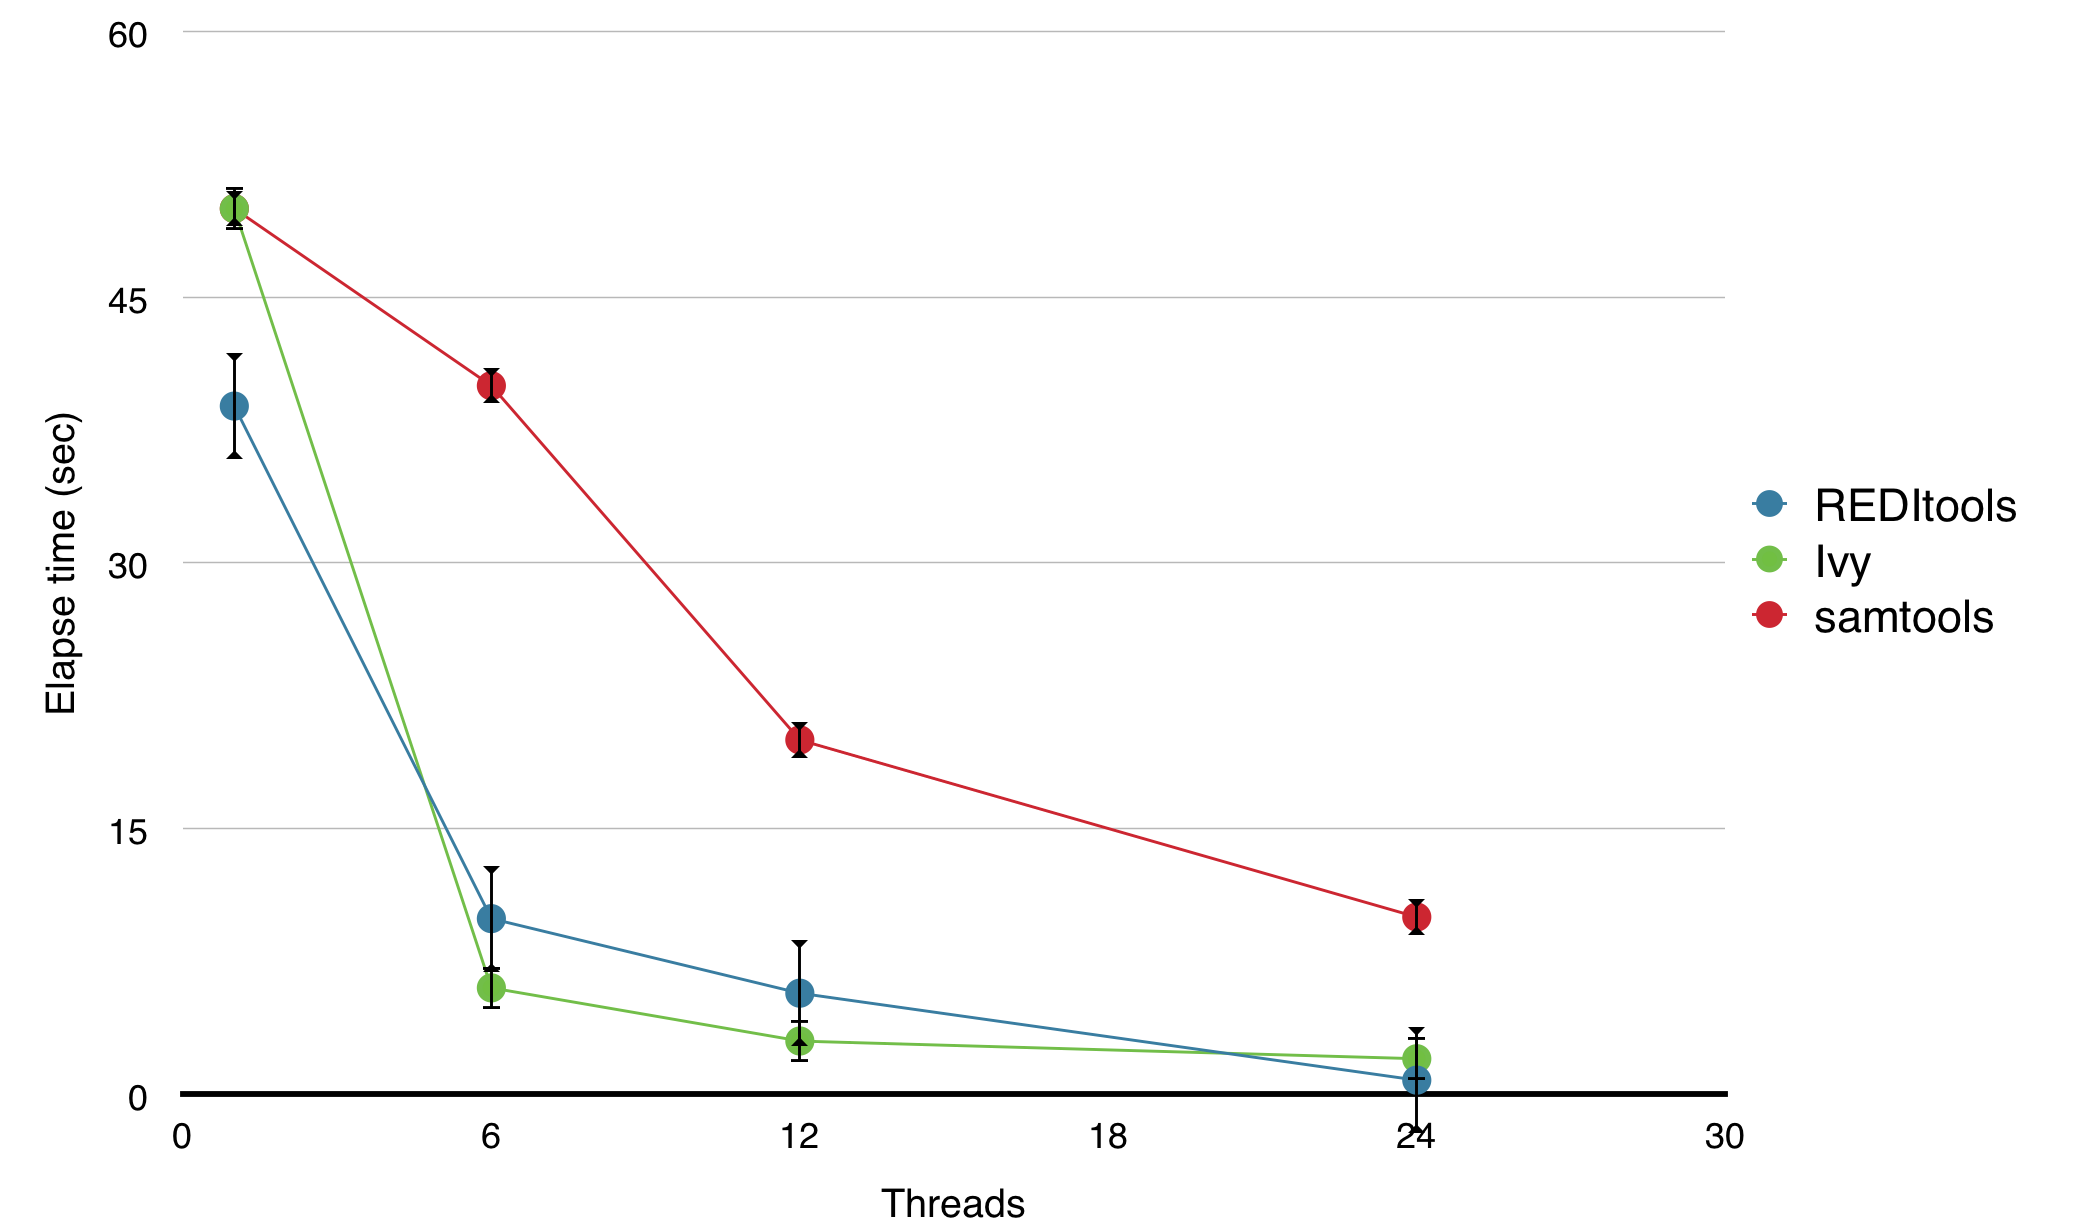 60
45
30
15
0
Elapse time (sec)
0 6 12 18 24 30
Threads
REDItools
Ivy
samtools